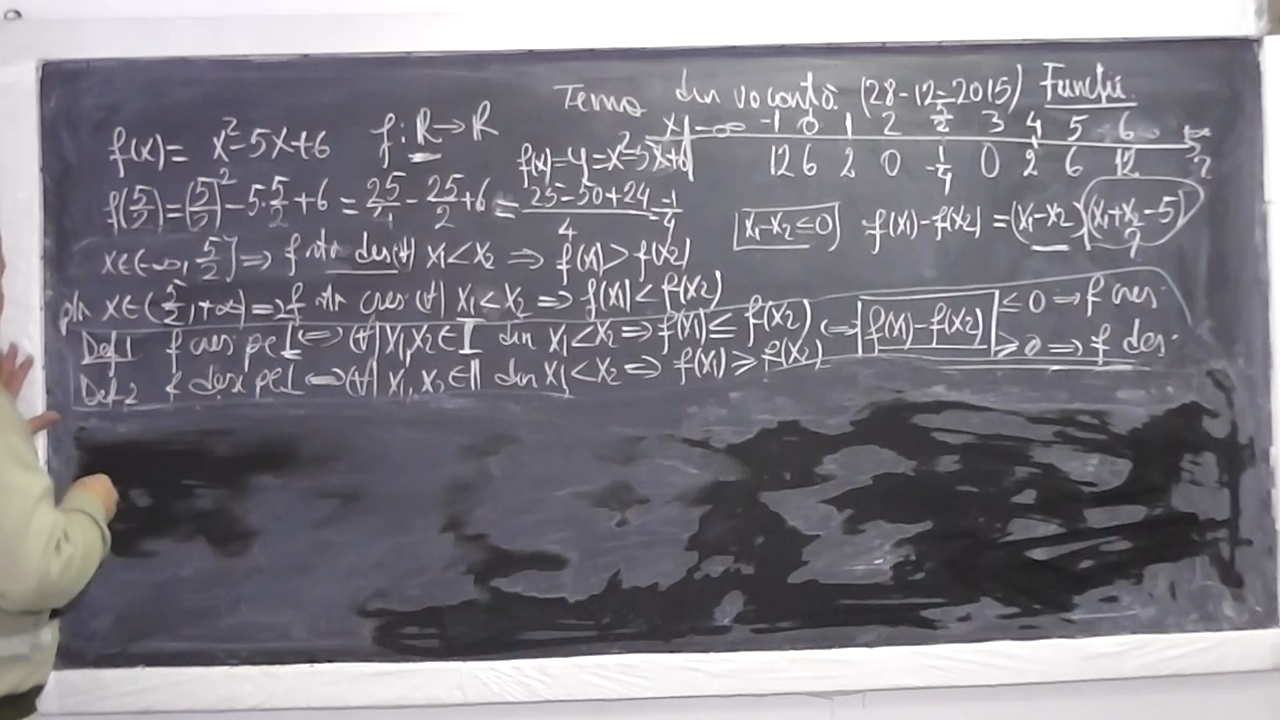 Tema din vacanță (28-12-2015) Funcții
f(x) = x²-5x+6 f: R→R
f(x)=y=x²-5x+6
x | -∞ -1 0 1 2 5/2 3 4 5 6 ∞
12 6 2 0 -1/4 0 2 6 12
f(5/2)=(5/2)²-5·5/2+6 = 25/4 - 25/2 +6 = (25-50+24)/4 = -1/4
x₁-x₂≤0 f(x₁)-f(x₂) = (x₁-x₂)(x₁+x₂-5) ?
x∈(-∞, 5/2] ⇒ f str des (∀) x₁<x₂ ⇒ f(x₁)>f(x₂)
ptr x∈(5/2,+∞) ⇒ f str cres (∀) x₁<x₂ ⇒ f(x₁)<f(x₂)
Def 1 f cres pe I ⇔ (∀) x₁,x₂∈I din x₁<x₂ ⇒ f(x₁)≤f(x₂) ⇔ f(x₁)-f(x₂) ≤0 ⇒ f cres
Def 2 f desc pe I ⇔ (∀) x₁,x₂∈I din x₁<x₂ ⇒ f(x₁)≥f(x₂) ≥0 ⇒ f des